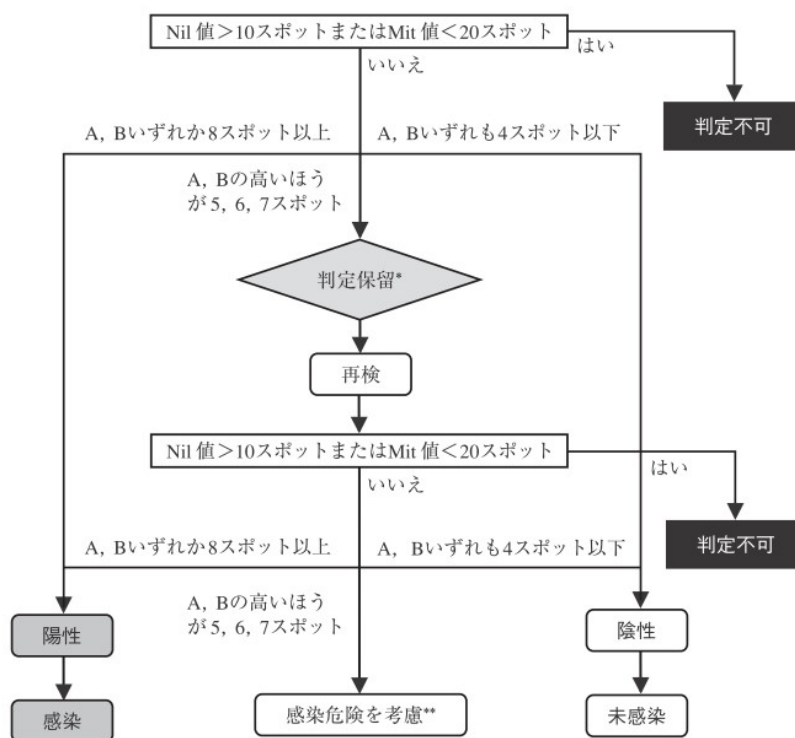 Nil 値＞10スポットまたはMit 値＜20スポット
はい
いいえ
判定不可
A, Bいずれか8スポット以上
A, Bいずれも4スポット以下
A, Bの高いほう
が5, 6, 7スポット
判定保留*
再検
Nil 値＞10スポットまたはMit 値＜20スポット
はい
いいえ
判定不可
A, Bいずれか8スポット以上
A, Bいずれも4スポット以下
A, Bの高いほう
が5, 6, 7スポット
陽性
陰性
感染
感染危険を考慮**
未感染